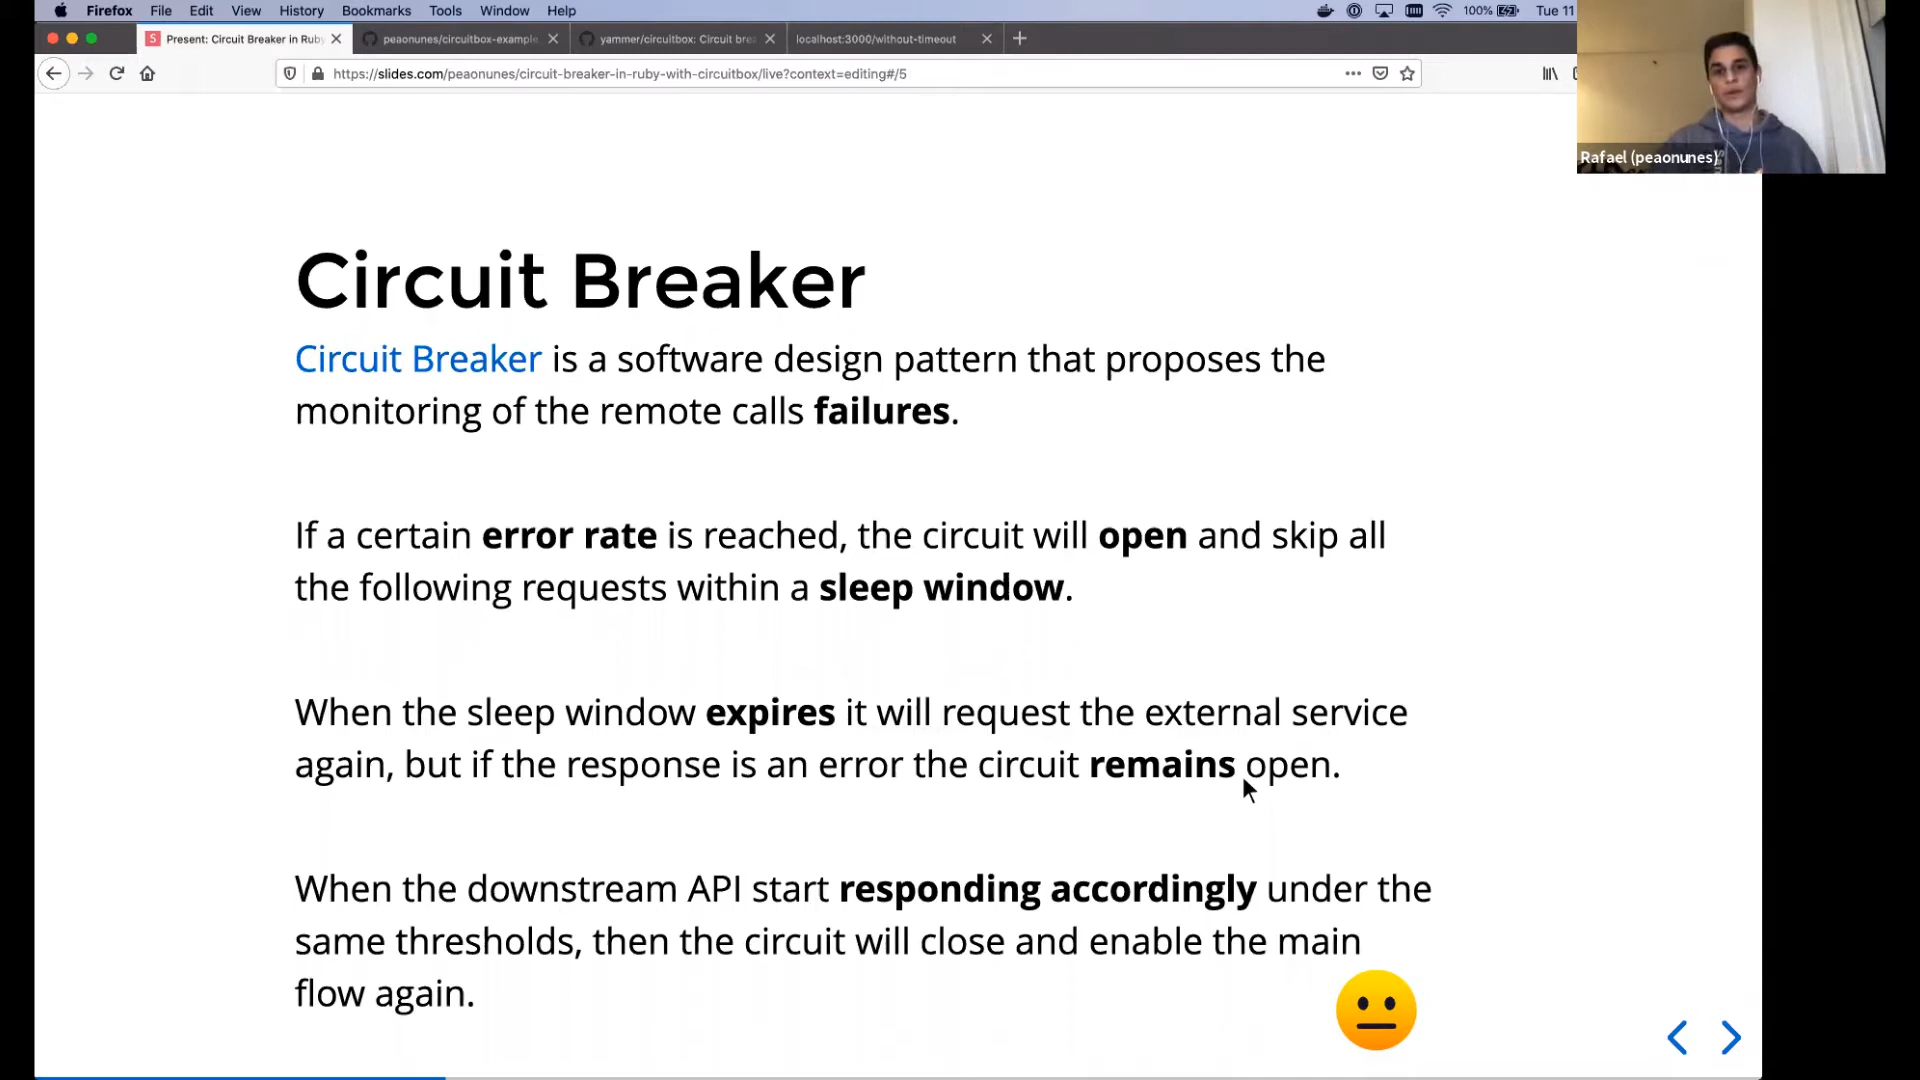 Firefox File Edit View History Bookmarks Tools Window Help 100% Tue 11
Present: Circuit Breaker in Ruby peaonunes/circuitbox-example yammer/circuitbox: Circuit brea localhost:3000/without-timeout
https://slides.com/peaonunes/circuit-breaker-in-ruby-with-circuitbox/live?context=editing#/5
Rafael (peaonunes)
Circuit Breaker
Circuit Breaker is a software design pattern that proposes the
monitoring of the remote calls failures.
If a certain error rate is reached, the circuit will open and skip all
the following requests within a sleep window.
When the sleep window expires it will request the external service
again, but if the response is an error the circuit remains open.
When the downstream API start responding accordingly under the
same thresholds, then the circuit will close and enable the main
flow again.